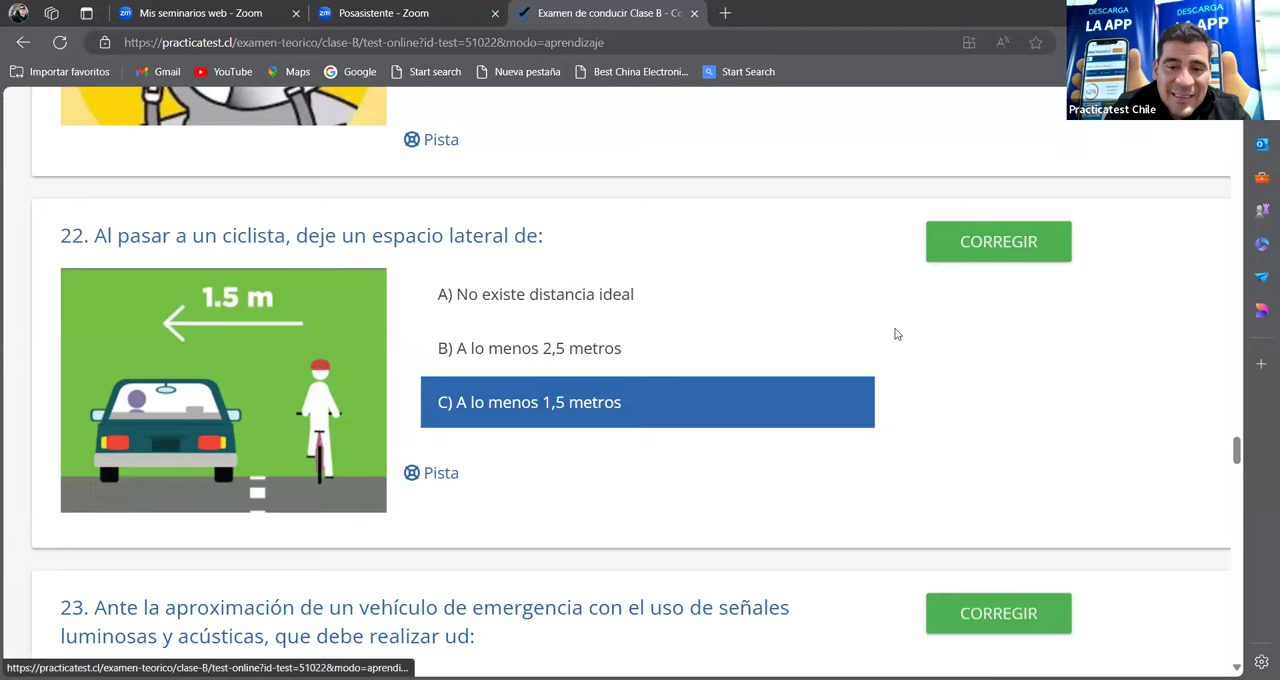 Mis seminarios web - Zoom
Posasistente - Zoom
Examen de conducir Clase B - Co
https://practicatest.cl/examen-teorico/clase-B/test-online?id-test=51022&modo=aprendizaje
Importar favoritos
Gmail
YouTube
Maps
Google
Start search
Nueva pestaña
Best China Electroni...
Start Search
DESCARGA
LA APP
DESCARGA
APP
62%
Practicatest Chile
Pista
22. Al pasar a un ciclista, deje un espacio lateral de:
CORREGIR
1.5 m
A) No existe distancia ideal
B) A lo menos 2,5 metros
C) A lo menos 1,5 metros
Pista
23. Ante la aproximación de un vehículo de emergencia con el uso de señales
luminosas y acústicas, que debe realizar ud:
CORREGIR
https://practicatest.cl/examen-teorico/clase-B/test-online?id-test=51022&modo=aprendi...